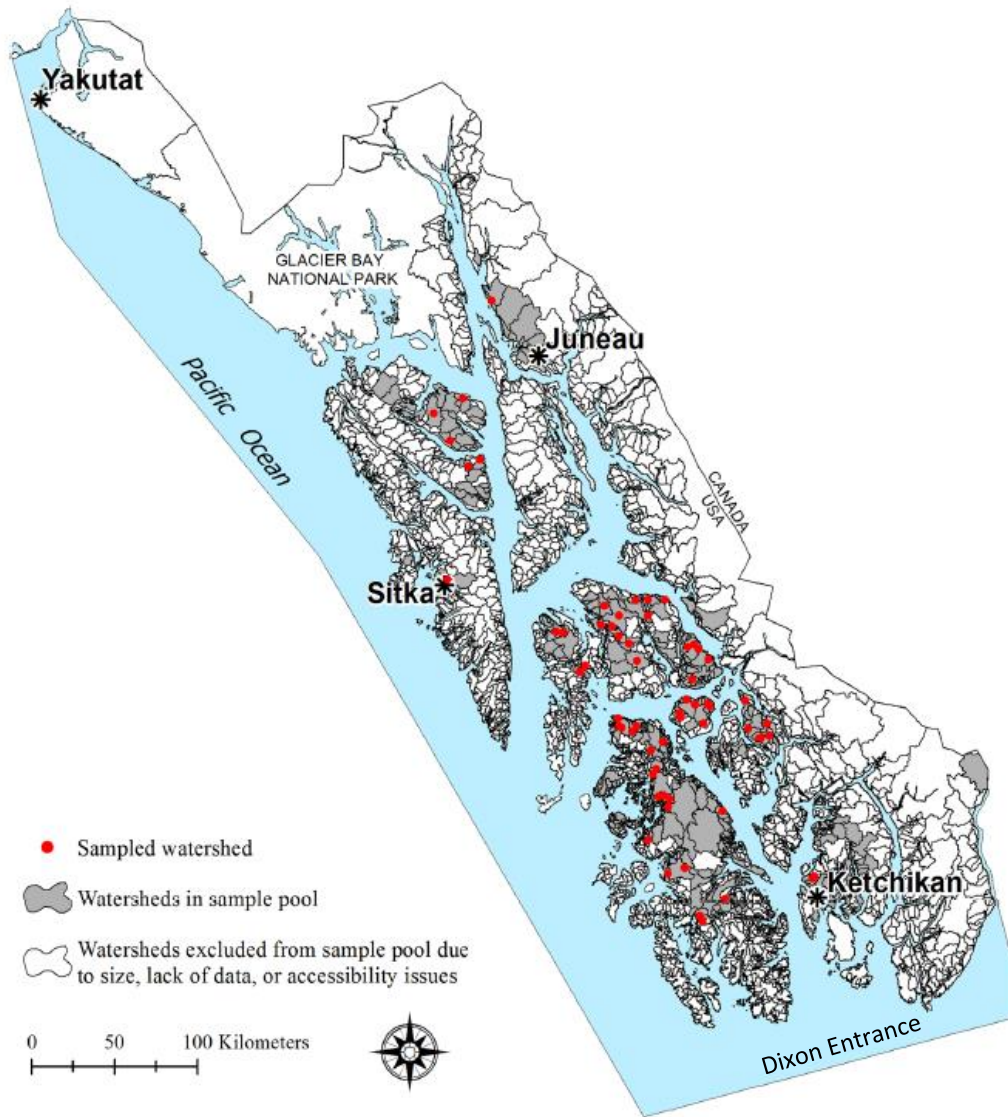 Yakutat
GLACIER BAY
NATIONAL PARK
Juneau
Pacific Ocean
CANADA
USA
Sitka
Sampled watershed
Watersheds in sample pool
Ketchikan
Watersheds excluded from sample pool due
to size, lack of data, or accessibility issues
0 50 100 Kilometers
Dixon Entrance